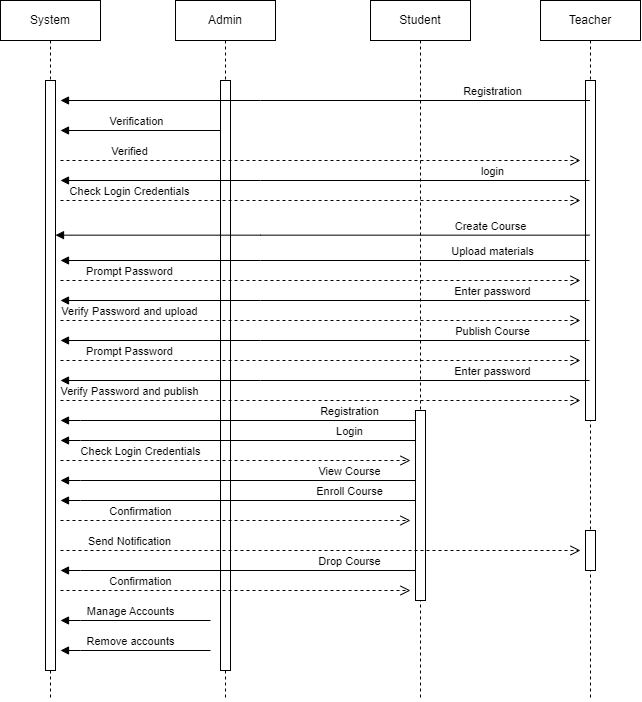 System
Admin
Student
Teacher
Registration
Verification
Verified
login
Check Login Credentials
Create Course
Upload materials
Prompt Password
Enter password
Verify Password and upload
Publish Course
Prompt Password
Enter password
Verify Password and publish
Registration
Login
Check Login Credentials
View Course
Enroll Course
Confirmation
Send Notification
Drop Course
Confirmation
Manage Accounts
Remove accounts